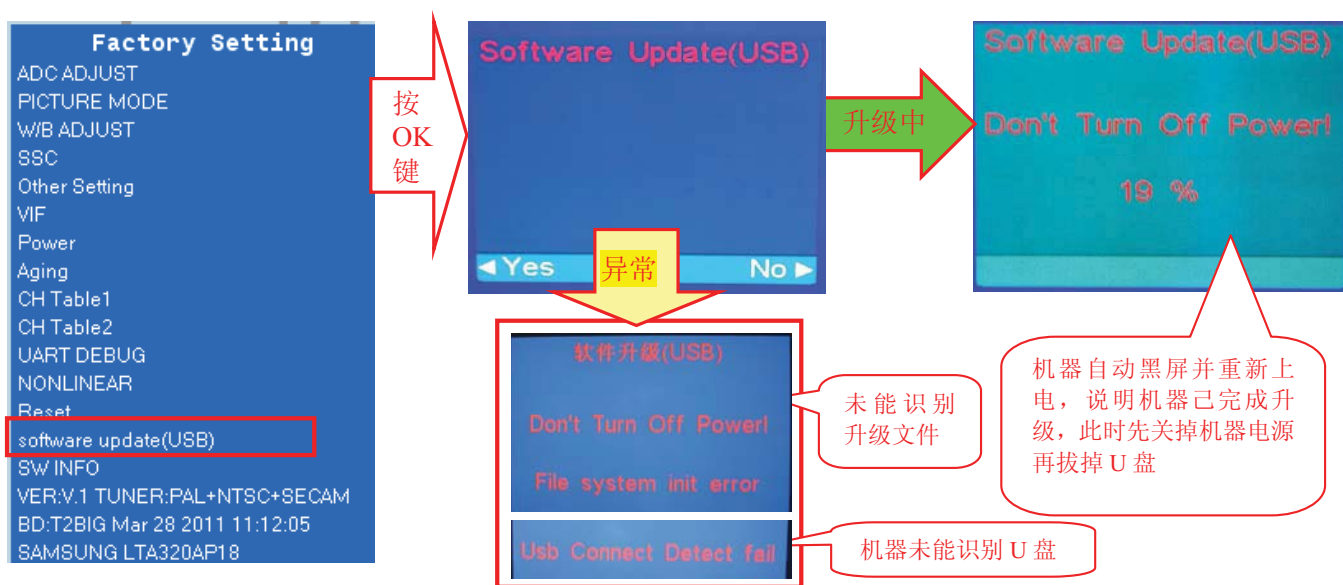 Factory Setting
ADC ADJUST
PICTURE MODE
W/B ADJUST
SSC
Other Setting
VIF
Power
Aging
CH Table1
CH Table2
UART DEBUG
NONLINEAR
Reset
software update(USB)
SW INFO
VER:V.1 TUNER:PAL+NTSC+SECAM
BD:T2BIG Mar 28 2011 11:12:05
SAMSUNG LTA320AP18
按
OK
键
Software Update(USB)
◀Yes
No▶
升级中
Software Update(USB)
Don't Turn Off Power!
19 %
异常
软件升级(USB)
Don't Turn Off Power!
File system init error
Usb Connect Detect fail
未能识别
升级文件
机器未能识别 U 盘
机器自动黑屏并重新上
电，说明机器己完成升
级，此时先关掉机器电源
再拔掉 U 盘